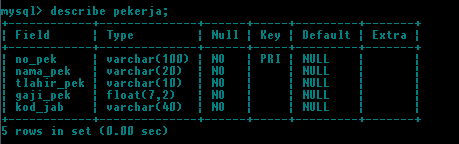 mysql> describe pekerja;
+-----------+--------------+------+-----+---------+-------+
| Field     | Type         | Null | Key | Default | Extra |
+-----------+--------------+------+-----+---------+-------+
| no_pek    | varchar(100) | NO   | PRI | NULL    |       |
| nama_pek  | varchar(20)  | NO   |     | NULL    |       |
| tlahir_pek | varchar(10)  | NO   |     | NULL    |       |
| gaji_pek  | float(7,2)   | NO   |     | NULL    |       |
| kod_jab   | varchar(40)  | NO   |     | NULL    |       |
+-----------+--------------+------+-----+---------+-------+
5 rows in set (0.00 sec)